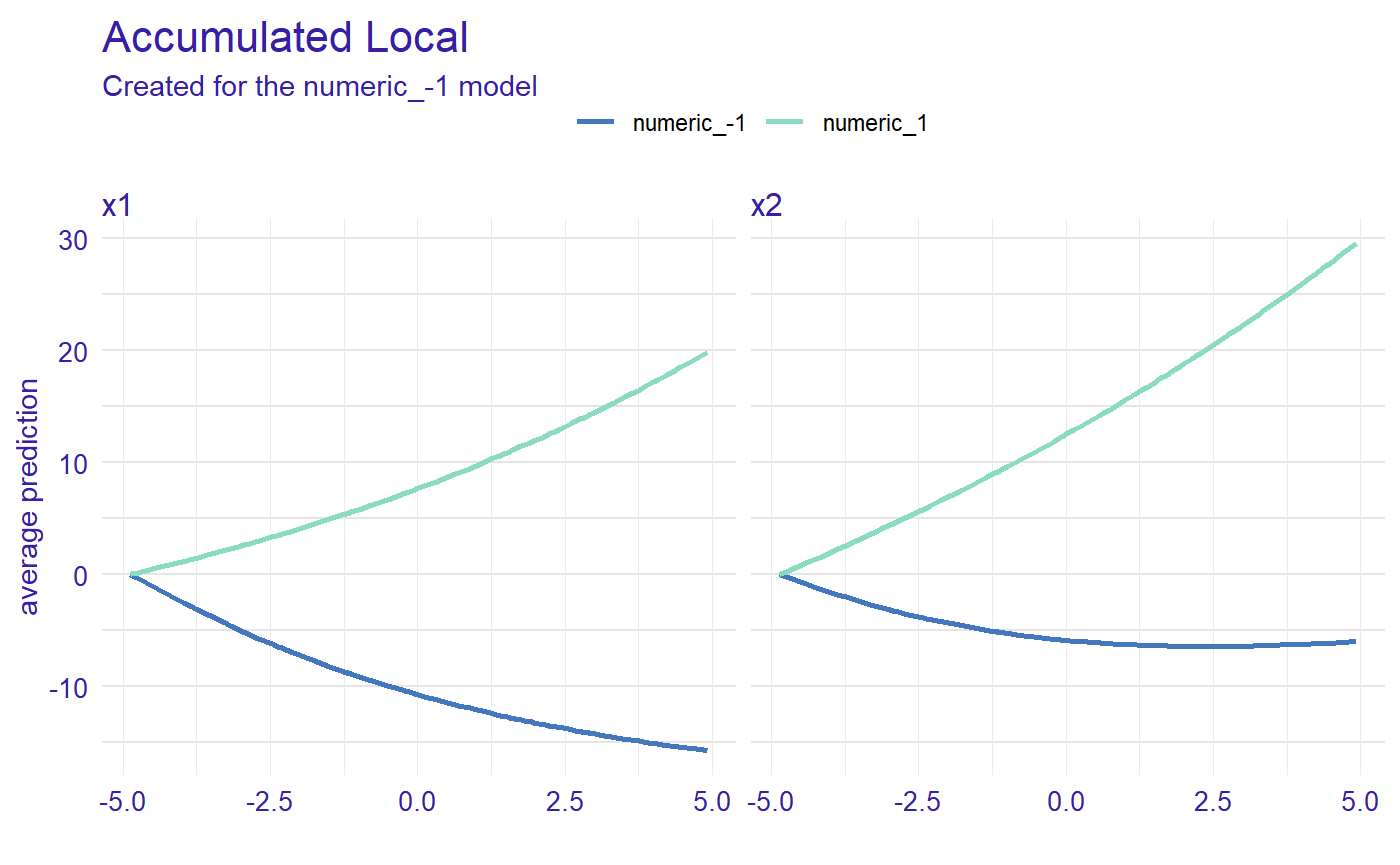 Accumulated Local
Created for the numeric_-1 model
numeric_-1 numeric_1
x1 x2
30
20
10
0
-10
average prediction
-5.0 -2.5 0.0 2.5 5.0 -5.0 -2.5 0.0 2.5 5.0